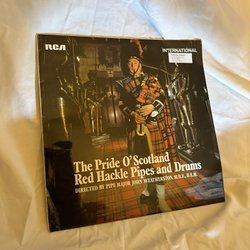 RCA
INTERNATIONAL
The Pride O'Scotland
Red Hackle Pipes and Drums
DIRECTED BY PIPE MAJOR JOHN WEATHERSTON, M.B.E., B.E.M.